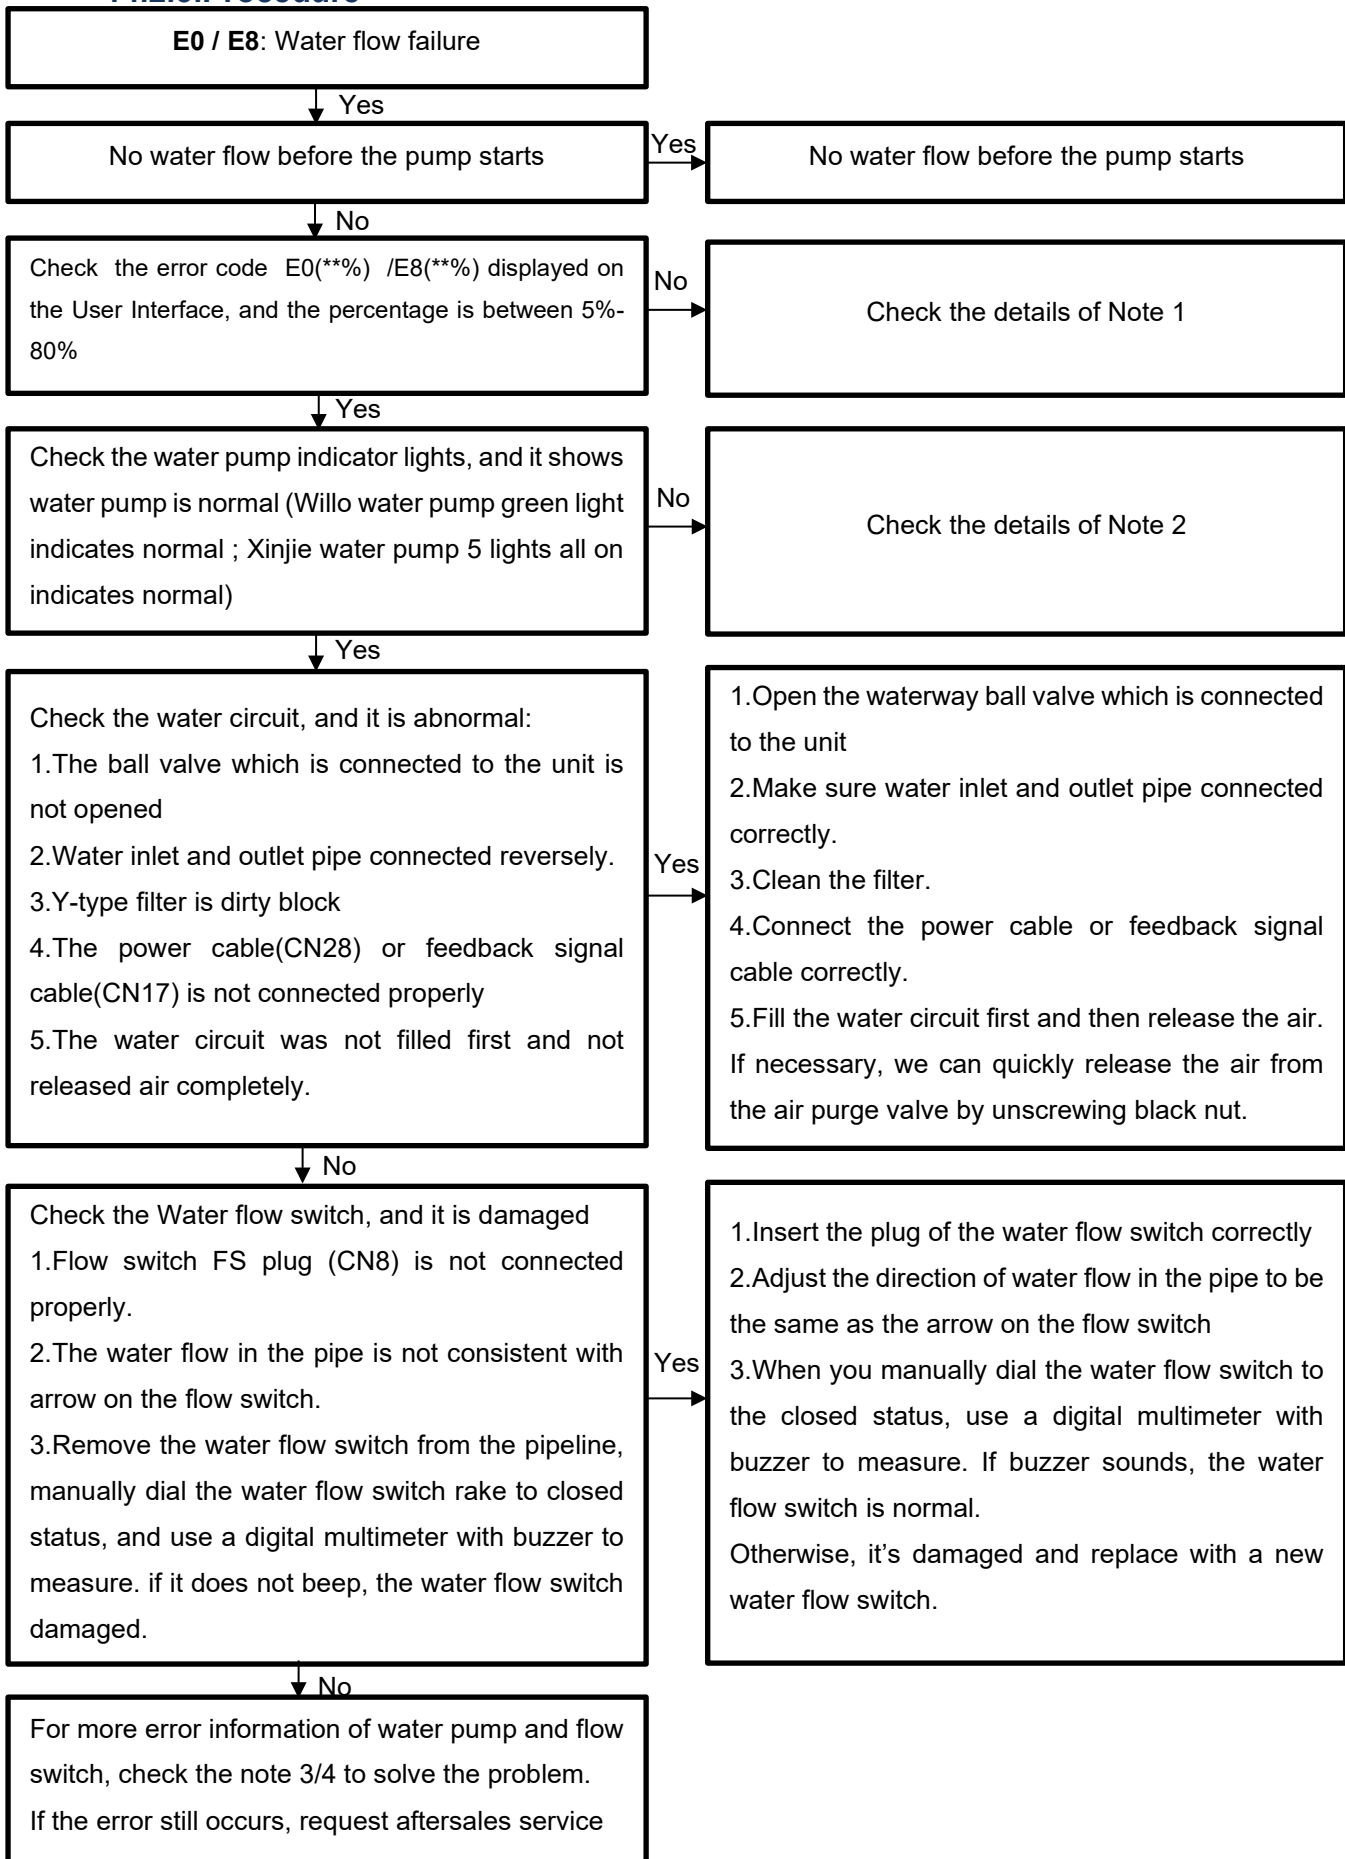 E0 / E8: Water flow failure
Yes
No water flow before the pump starts
Yes
No water flow before the pump starts
No
Check the error code E0(**%) /E8(**%) displayed on
the User Interface, and the percentage is between 5%-
80%
No
Check the details of Note 1
Yes
Check the water pump indicator lights, and it shows
water pump is normal (Willo water pump green light
indicates normal ; Xinjie water pump 5 lights all on
indicates normal)
No
Check the details of Note 2
Yes
Check the water circuit, and it is abnormal:
1.The ball valve which is connected to the unit is
not opened
2.Water inlet and outlet pipe connected reversely.
3.Y-type filter is dirty block
4.The power cable(CN28) or feedback signal
cable(CN17) is not connected properly
5.The water circuit was not filled first and not
released air completely.
Yes
1.Open the waterway ball valve which is connected
to the unit
2.Make sure water inlet and outlet pipe connected
correctly.
3.Clean the filter.
4.Connect the power cable or feedback signal
cable correctly.
5.Fill the water circuit first and then release the air.
If necessary, we can quickly release the air from
the air purge valve by unscrewing black nut.
No
Check the Water flow switch, and it is damaged
1.Flow switch FS plug (CN8) is not connected
properly.
2.The water flow in the pipe is not consistent with
arrow on the flow switch.
3.Remove the water flow switch from the pipeline,
manually dial the water flow switch rake to closed
status, and use a digital multimeter with buzzer to
measure. if it does not beep, the water flow switch
damaged.
Yes
1.Insert the plug of the water flow switch correctly
2.Adjust the direction of water flow in the pipe to be
the same as the arrow on the flow switch
3.When you manually dial the water flow switch to
the closed status, use a digital multimeter with
buzzer to measure. If buzzer sounds, the water
flow switch is normal.
Otherwise, it’s damaged and replace with a new
water flow switch.
No
For more error information of water pump and flow
switch, check the note 3/4 to solve the problem.
If the error still occurs, request aftersales service